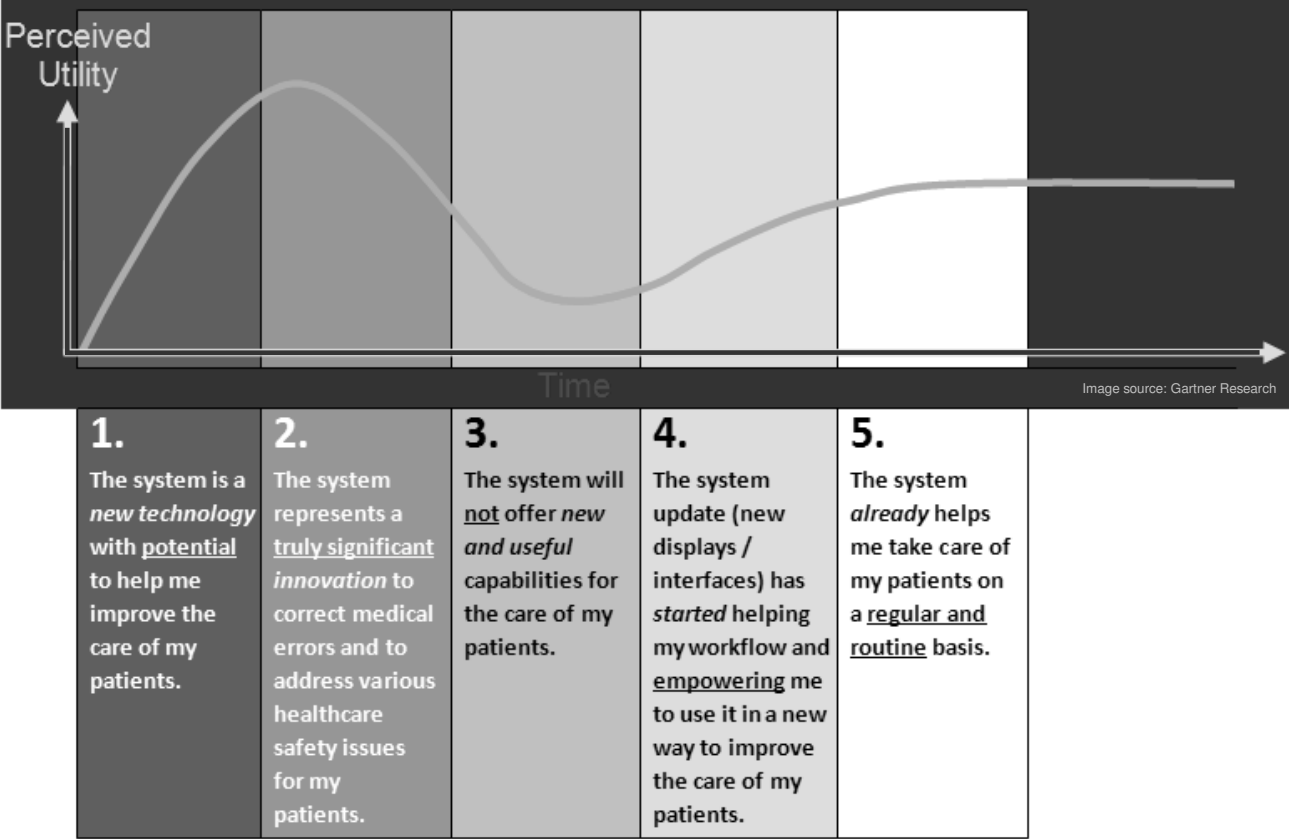 Perceived
Utility
Time
Image source: Gartner Research
1.
The system is a
new technology
with potential
to help me
improve the
care of my
patients.
2.
The system
represents a
truly significant
innovation to
correct medical
errors and to
address various
healthcare
safety issues
for my
patients.
3.
The system will
not offer new
and useful
capabilities for
the care of my
patients.
4.
The system
update (new
displays /
interfaces) has
started helping
my workflow and
empowering me
to use it in a new
way to improve
the care of my
patients.
5.
The system
already helps
me take care of
my patients on
a regular and
routine basis.